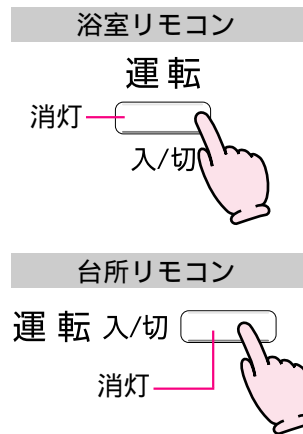 浴室リモコン
運転
消灯
入/切
台所リモコン
運転 入/切
消灯